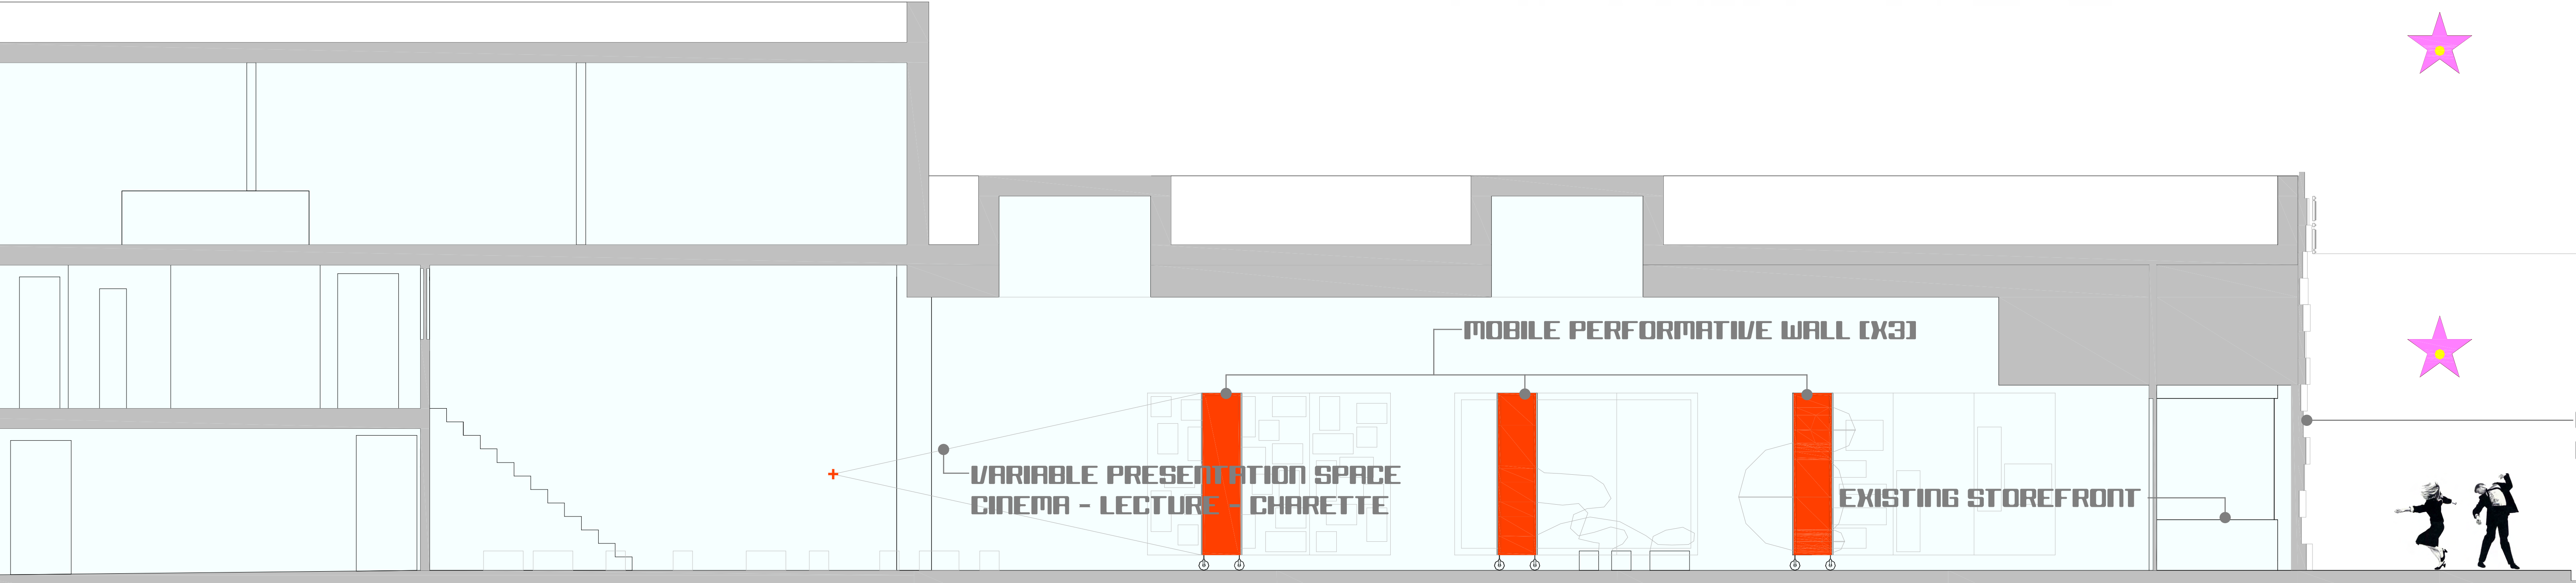 MOBILE PERFORMATIVE WALL [X3]
VARIABLE PRESENTATION SPACE
CINEMA - LECTURE - CHARETTE
EXISTING STOREFRONT